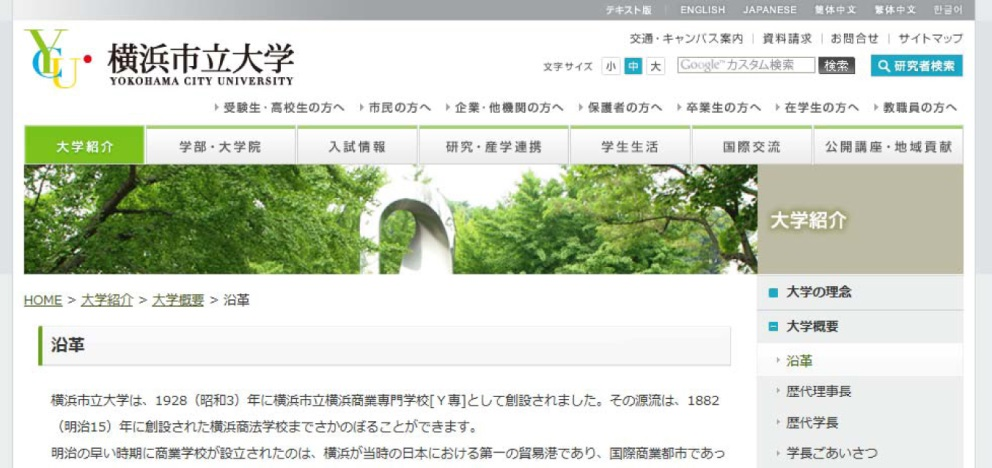 テキスト版 | ENGLISH JAPANESE 繁体中文 繁体中文 한글어
YCU
横浜市立大学
YOKOHAMA CITY UNIVERSITY
交通・キャンパス案内 | 資料請求 | お問合せ | サイトマップ
文字サイズ 小 中 大 Google™カスタム検索 検索 研究者検索
受験生・高校生の方へ 市民の方へ 企業・他機関の方へ 保護者の方へ 卒業生の方へ 在学生の方へ 教職員の方へ
大学紹介 学部・大学院 入試情報 研究・産学連携 学生生活 国際交流 公開講座・地域貢献
大学紹介
HOME > 大学紹介 > 大学概要 > 沿革
沿革
横浜市立大学は、1928（昭和3）年に横浜市立横浜商業専門学校[Ｙ専]として創設されました。その源流は、1882
（明治15）年に創設された横浜商法学校までさかのぼることができます。
明治の早い時期に商業学校が設立されたのは、横浜が当時の日本における第一の貿易港であり、国際商業都市であっ
大学の理念
大学概要
沿革
歴代理事長
歴代学長
学長ごあいさつ